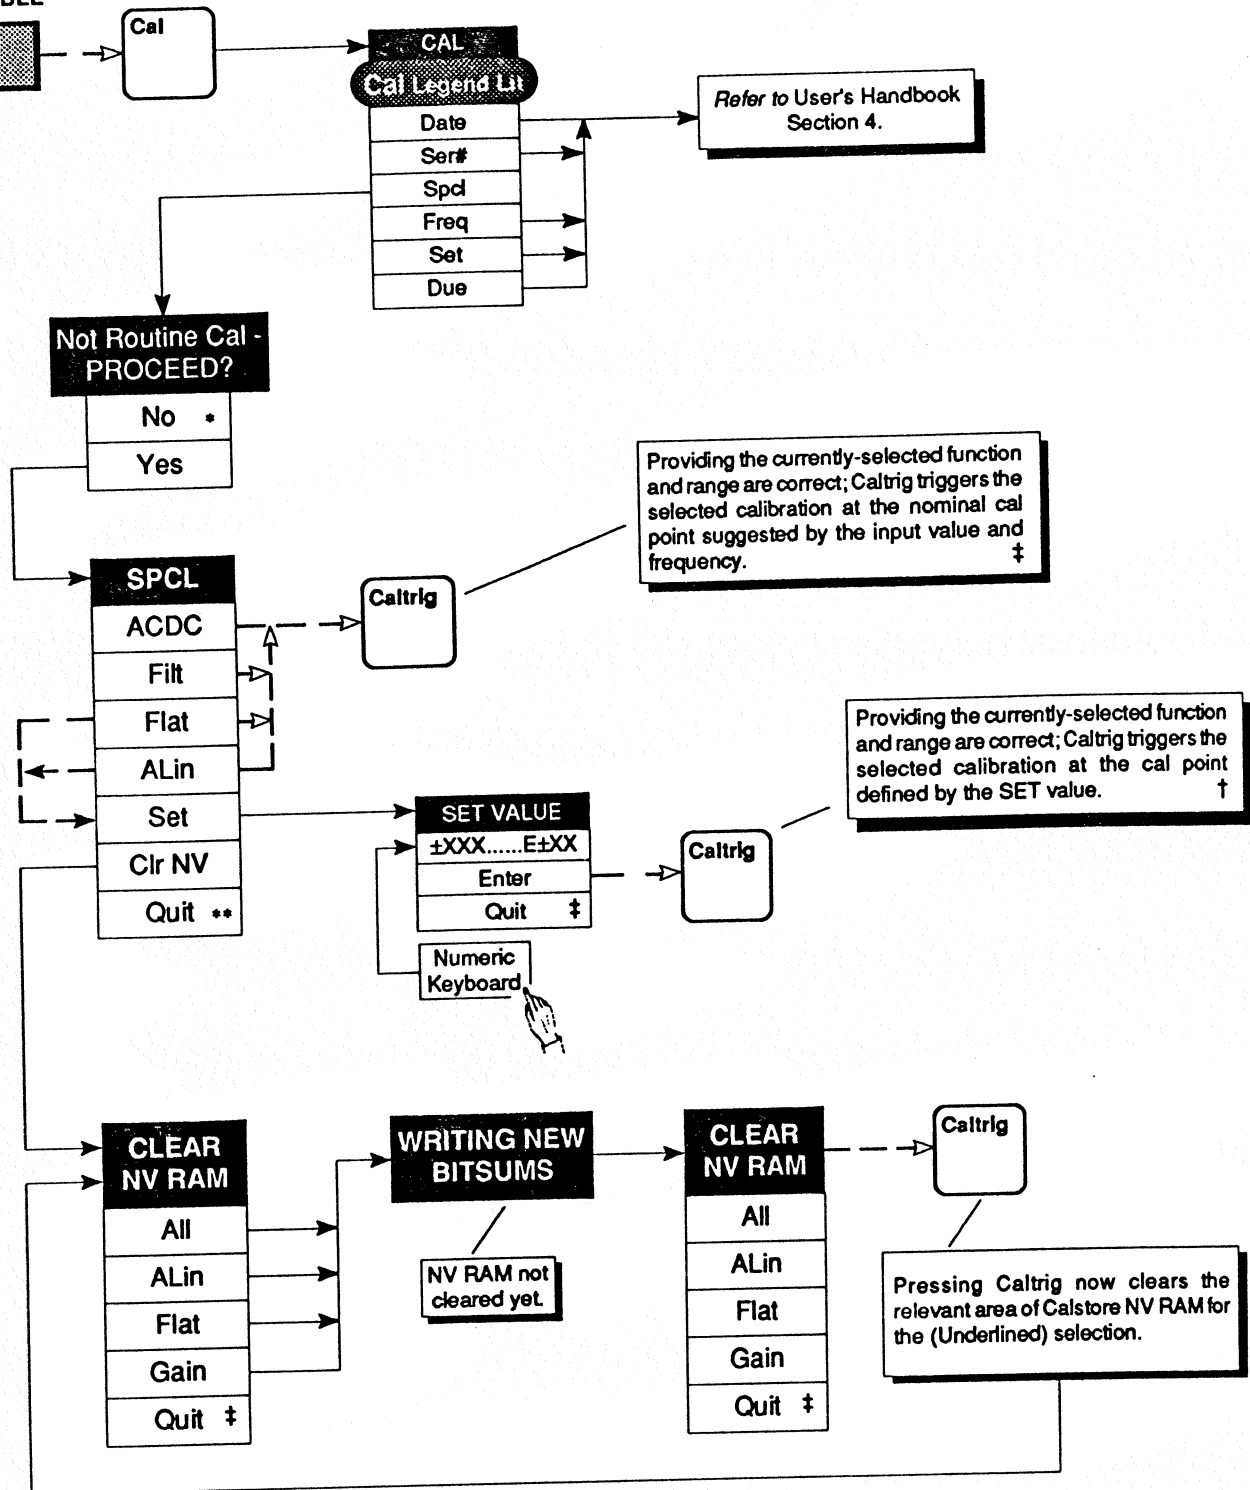 Cal
CAL
Cal Legend Lit
Date
Ser#
Spcl
Freq
Set
Due
Refer to User's Handbook
Section 4.
Not Routine Cal -
PROCEED?
No *
Yes
Providing the currently-selected function
and range are correct; Caltrig triggers the
selected calibration at the nominal cal
point suggested by the input value and
frequency. ‡
SPCL
ACDC
Filt
Flat
ALin
Set
Clr NV
Quit **
Caltrig
Providing the currently-selected function
and range are correct; Caltrig triggers the
selected calibration at the cal point
defined by the SET value. †
SET VALUE
±XXX......E±XX
Enter
Quit ‡
Numeric
Keyboard
Caltrig
CLEAR
NV RAM
All
ALin
Flat
Gain
Quit ‡
WRITING NEW
BITSUMS
NV RAM not
cleared yet.
CLEAR
NV RAM
All
ALin
Flat
Gain
Quit ‡
Caltrig
Pressing Caltrig now clears the
relevant area of Calstore NV RAM for
the (Underlined) selection.